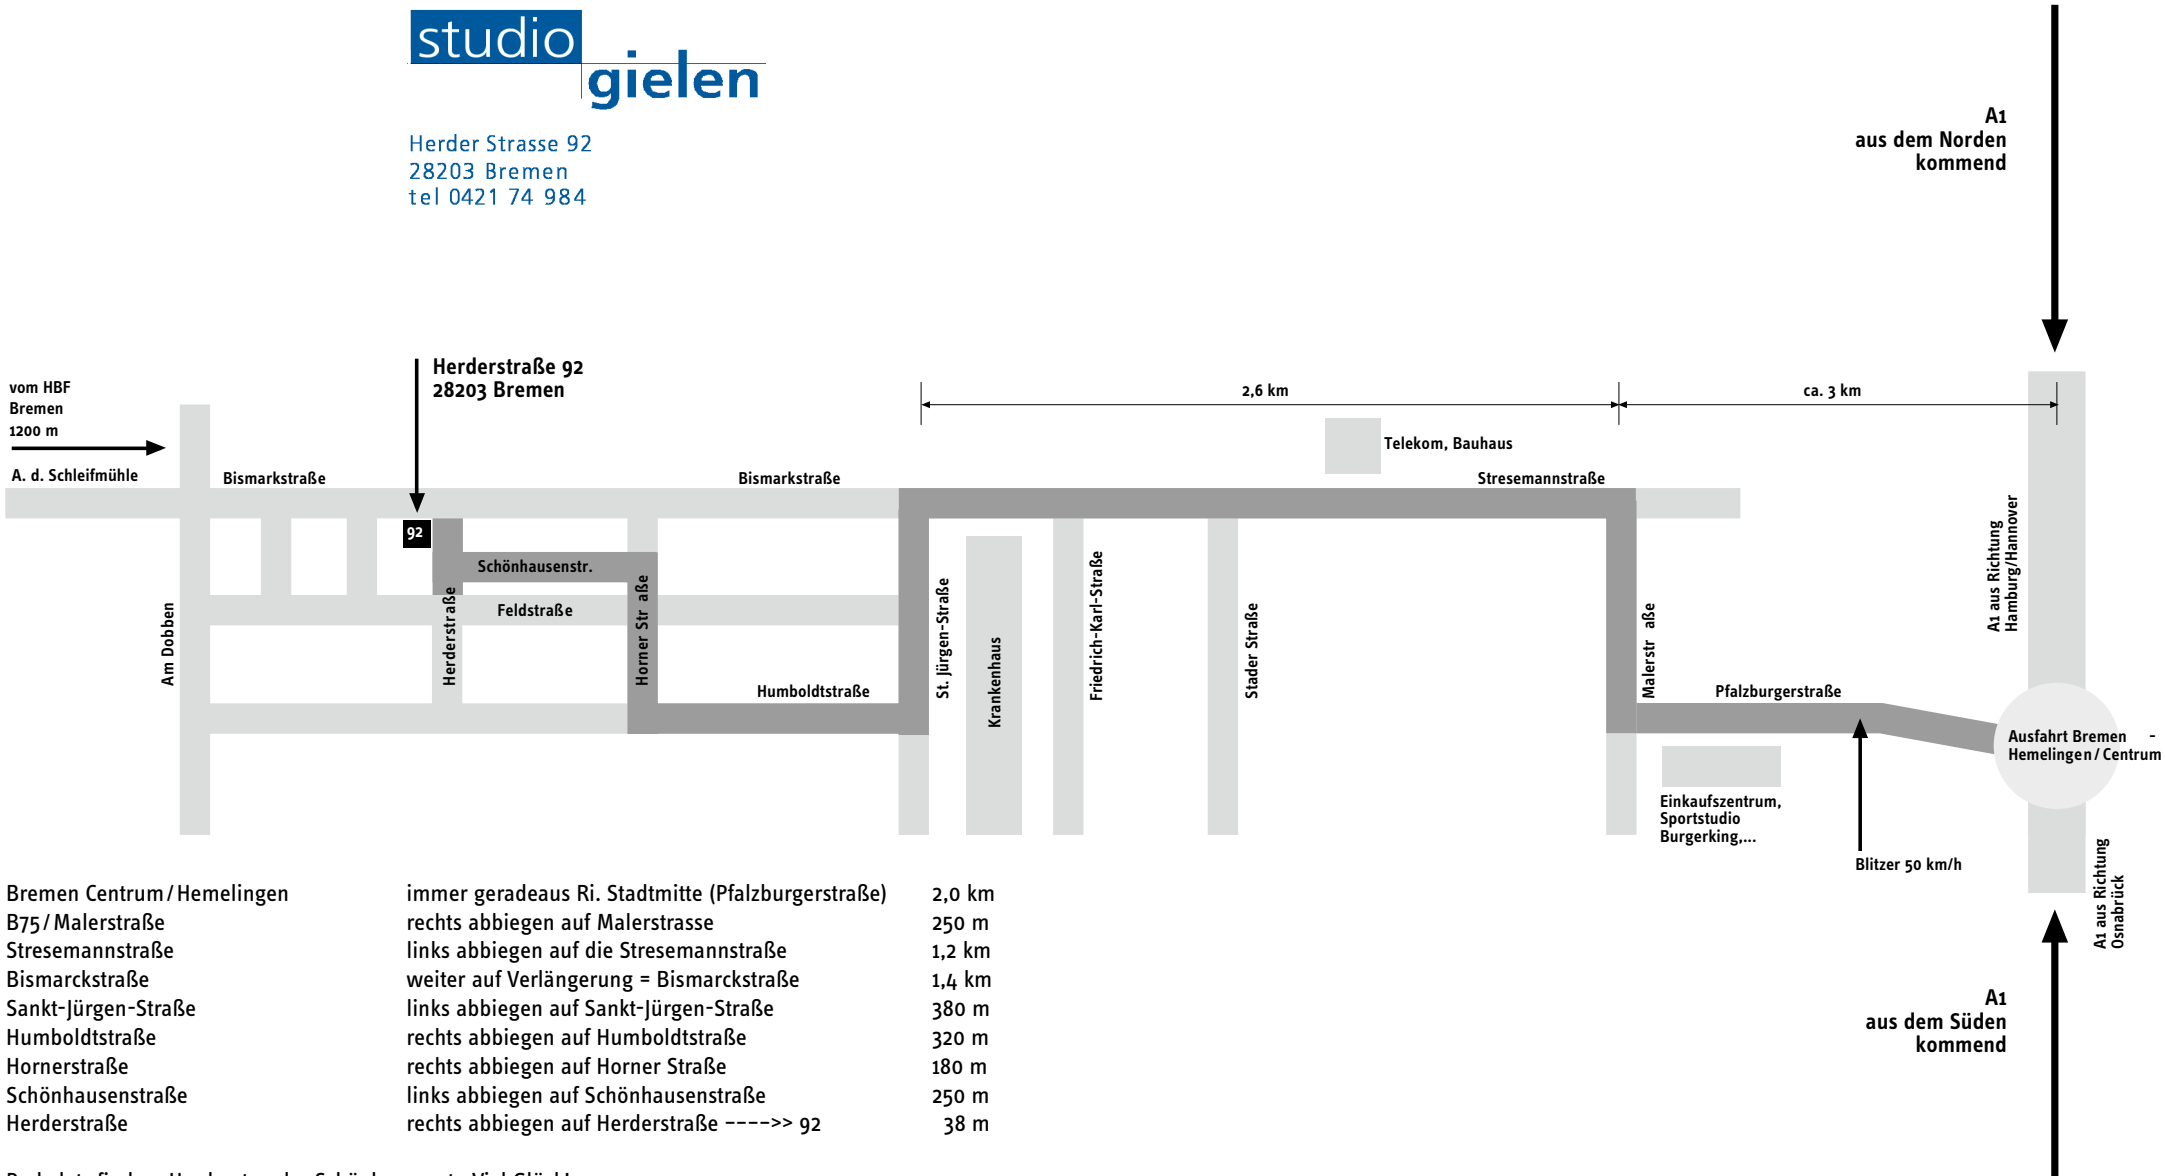 studio
gielen
Herder Strasse 92
28203 Bremen
tel 0421 74 984
A1
aus dem Norden
kommend
Herderstraße 92
28203 Bremen
vom HBF
Bremen
1200 m
2,6 km
ca. 3 km
Telekom, Bauhaus
A. d. Schleifmühle
Bismarkstraße
Bismarkstraße
Stresemannstraße
92
Schönhausenstr.
Feldstraße
Humboldtstraße
Am Dobben
Herderstraße
Horner Str aße
St. Jürgen-Straße
Krankenhaus
Friedrich-Karl-Straße
Stader Straße
Malerstr aße
Pfalzburgerstraße
A1 aus Richtung
Hamburg/Hannover
Ausfahrt Bremen -
Hemelingen/Centrum
Einkaufszentrum,
Sportstudio
Burgerking,...
Blitzer 50 km/h
A1 aus Richtung
Osnabrück
A1
aus dem Süden
kommend
Bremen Centrum/Hemelingen immer geradeaus Ri. Stadtmitte (Pfalzburgerstraße) 2,0 km
B75/Malerstraße rechts abbiegen auf Malerstrasse 250 m
Stresemannstraße links abbiegen auf die Stresemannstraße 1,2 km
Bismarckstraße weiter auf Verlängerung = Bismarckstraße 1,4 km
Sankt-Jürgen-Straße links abbiegen auf Sankt-Jürgen-Straße 380 m
Humboldtstraße rechts abbiegen auf Humboldtstraße 320 m
Hornerstraße rechts abbiegen auf Horner Straße 180 m
Schönhausenstraße links abbiegen auf Schönhausenstraße 250 m
Herderstraße rechts abbiegen auf Herderstraße ---->> 92 38 m